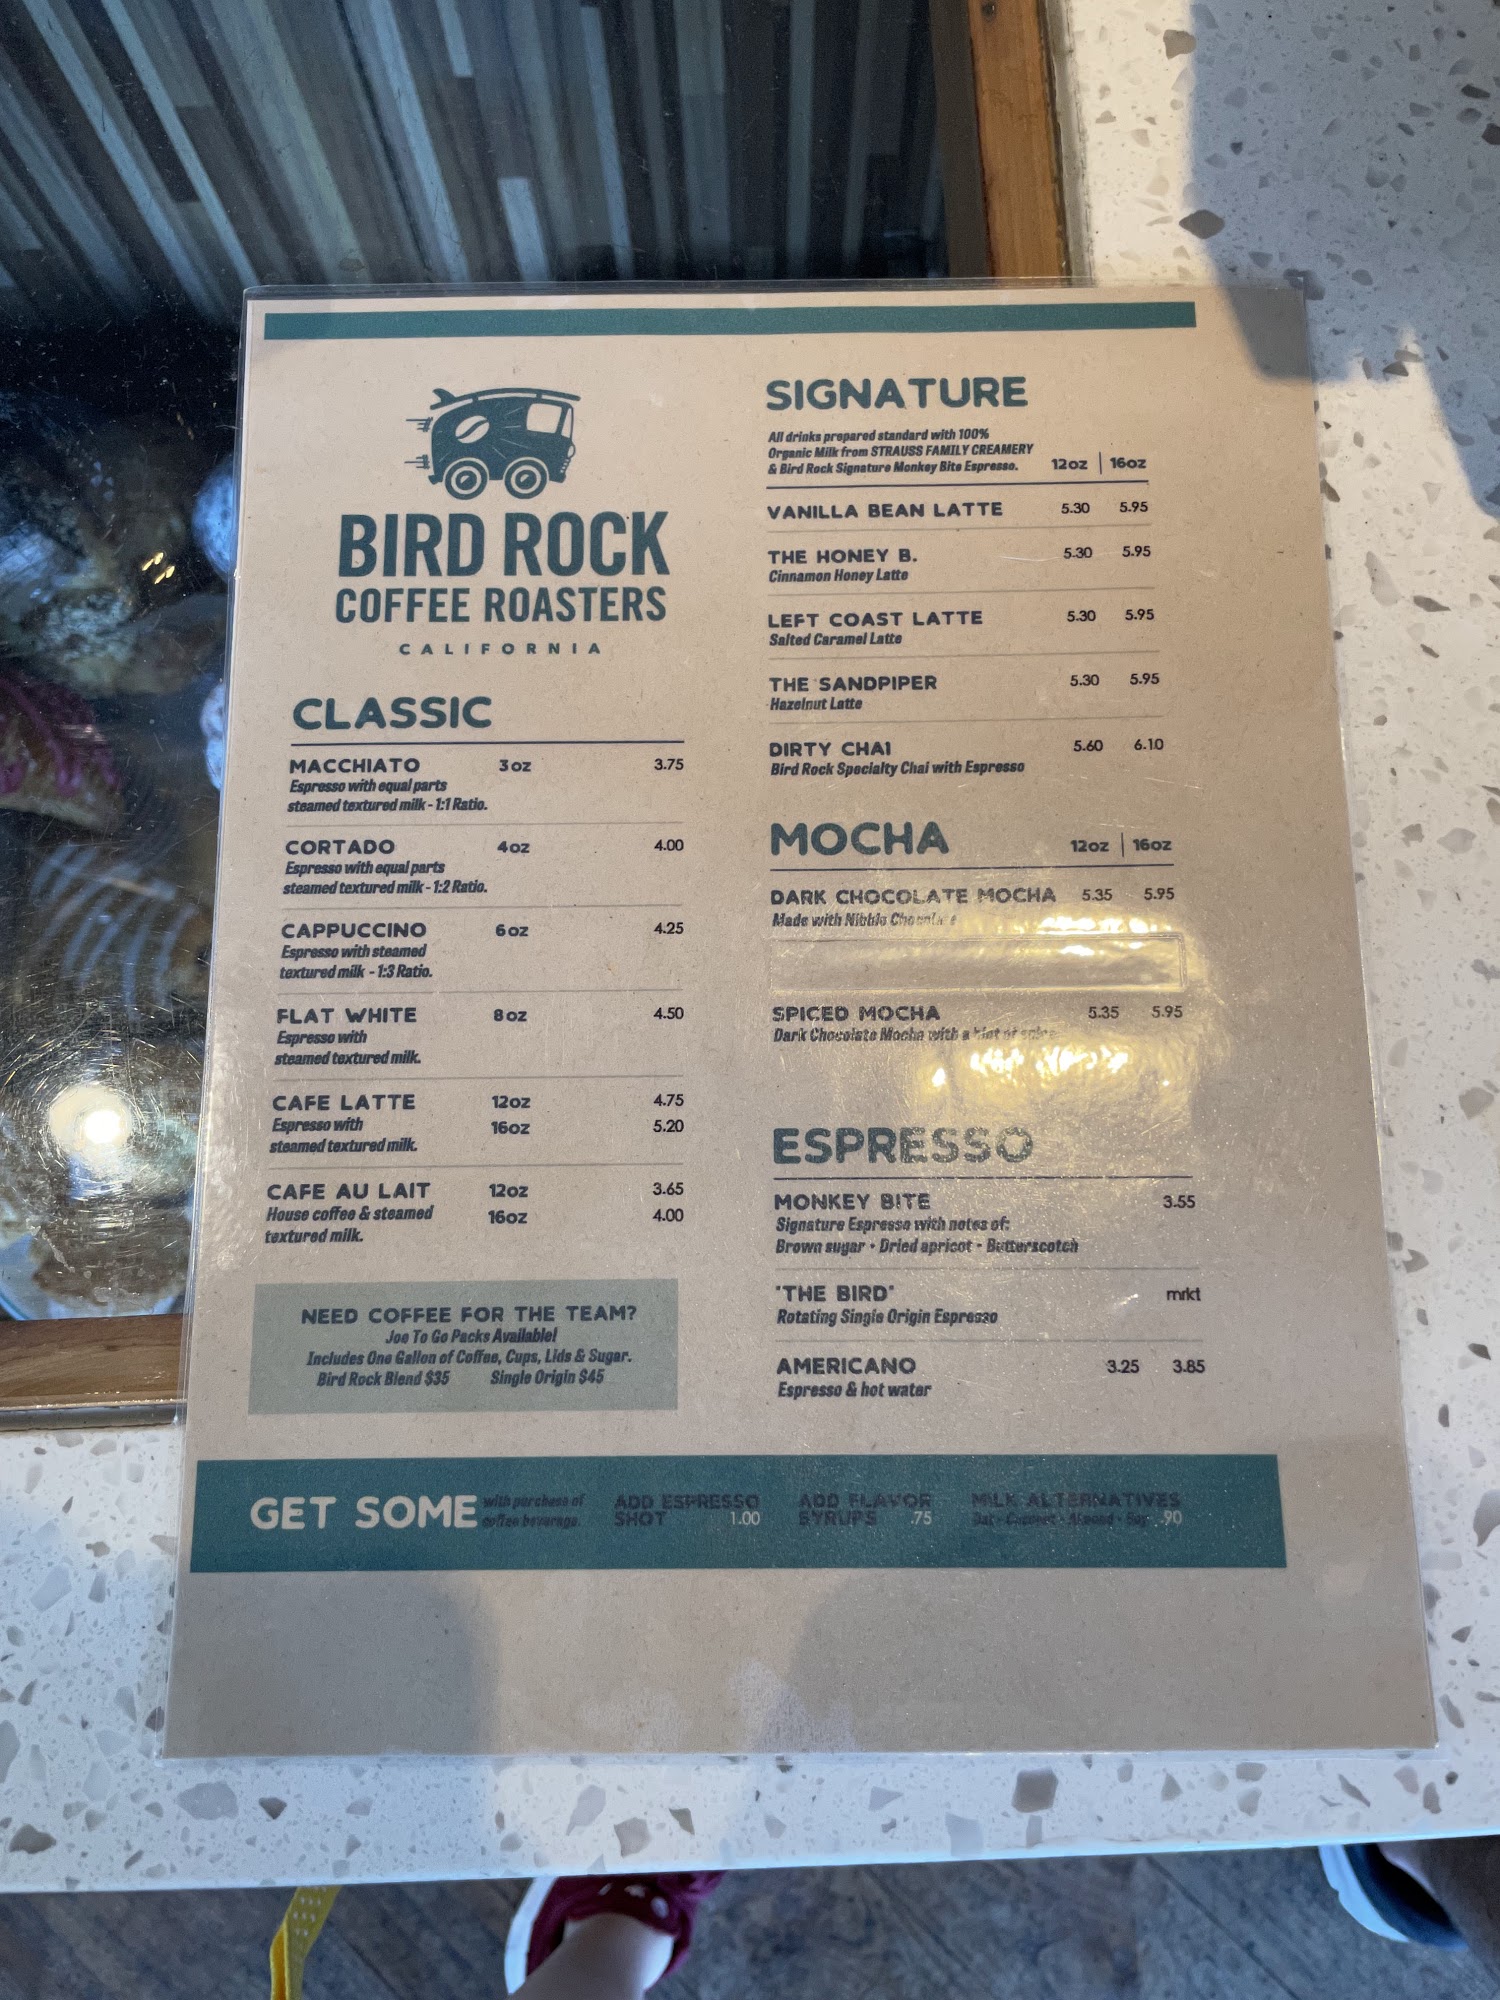 BIRD ROCK
COFFEE ROASTERS
CALIFORNIA
CLASSIC
MACCHIATO 3oz 3.75
Espresso with equal parts
steamed textured milk - 1:1 Ratio.
CORTADO 4oz 4.00
Espresso with equal parts
steamed textured milk - 1:2 Ratio.
CAPPUCCINO 6oz 4.25
Espresso with steamed
textured milk - 1:3 Ratio.
FLAT WHITE 8oz 4.50
Espresso with
steamed textured milk.
CAFE LATTE 12oz 4.75
Espresso with 16oz 5.20
steamed textured milk.
CAFE AU LAIT 12oz 3.65
House coffee & steamed 16oz 4.00
textured milk.
NEED COFFEE FOR THE TEAM?
Joe To Go Packs Available!
Includes One Gallon of Coffee, Cups, Lids & Sugar.
Bird Rock Blend $35 Single Origin $45
SIGNATURE
All drinks prepared standard with 100%
Organic Milk from STRAUSS FAMILY CREAMERY
& Bird Rock Signature Monkey Bite Espresso. 12oz | 16oz
VANILLA BEAN LATTE 5.30 5.95
THE HONEY B. 5.30 5.95
Cinnamon Honey Latte
LEFT COAST LATTE 5.30 5.95
Salted Caramel Latte
THE SANDPIPER 5.30 5.95
Hazelnut Latte
DIRTY CHAI 5.60 6.10
Bird Rock Specialty Chai with Espresso
MOCHA 12oz | 16oz
DARK CHOCOLATE MOCHA 5.35 5.95
Made with Nibble Chocolate
SPICED MOCHA 5.35 5.95
Dark Chocolate Mocha with a hint of spice
ESPRESSO
MONKEY BITE 3.55
Signature Espresso with notes of:
Brown sugar • Dried apricot • Butterscotch
"THE BIRD" mrkt
Rotating Single Origin Espresso
AMERICANO 3.25 3.85
Espresso & hot water
GET SOME with purchase of
coffee beverage.
ADD ESPRESSO
SHOT 1.00
ADD FLAVOR
SYRUPS .75
MILK ALTERNATIVES
Oat • Coconut • Almond • Soy .90